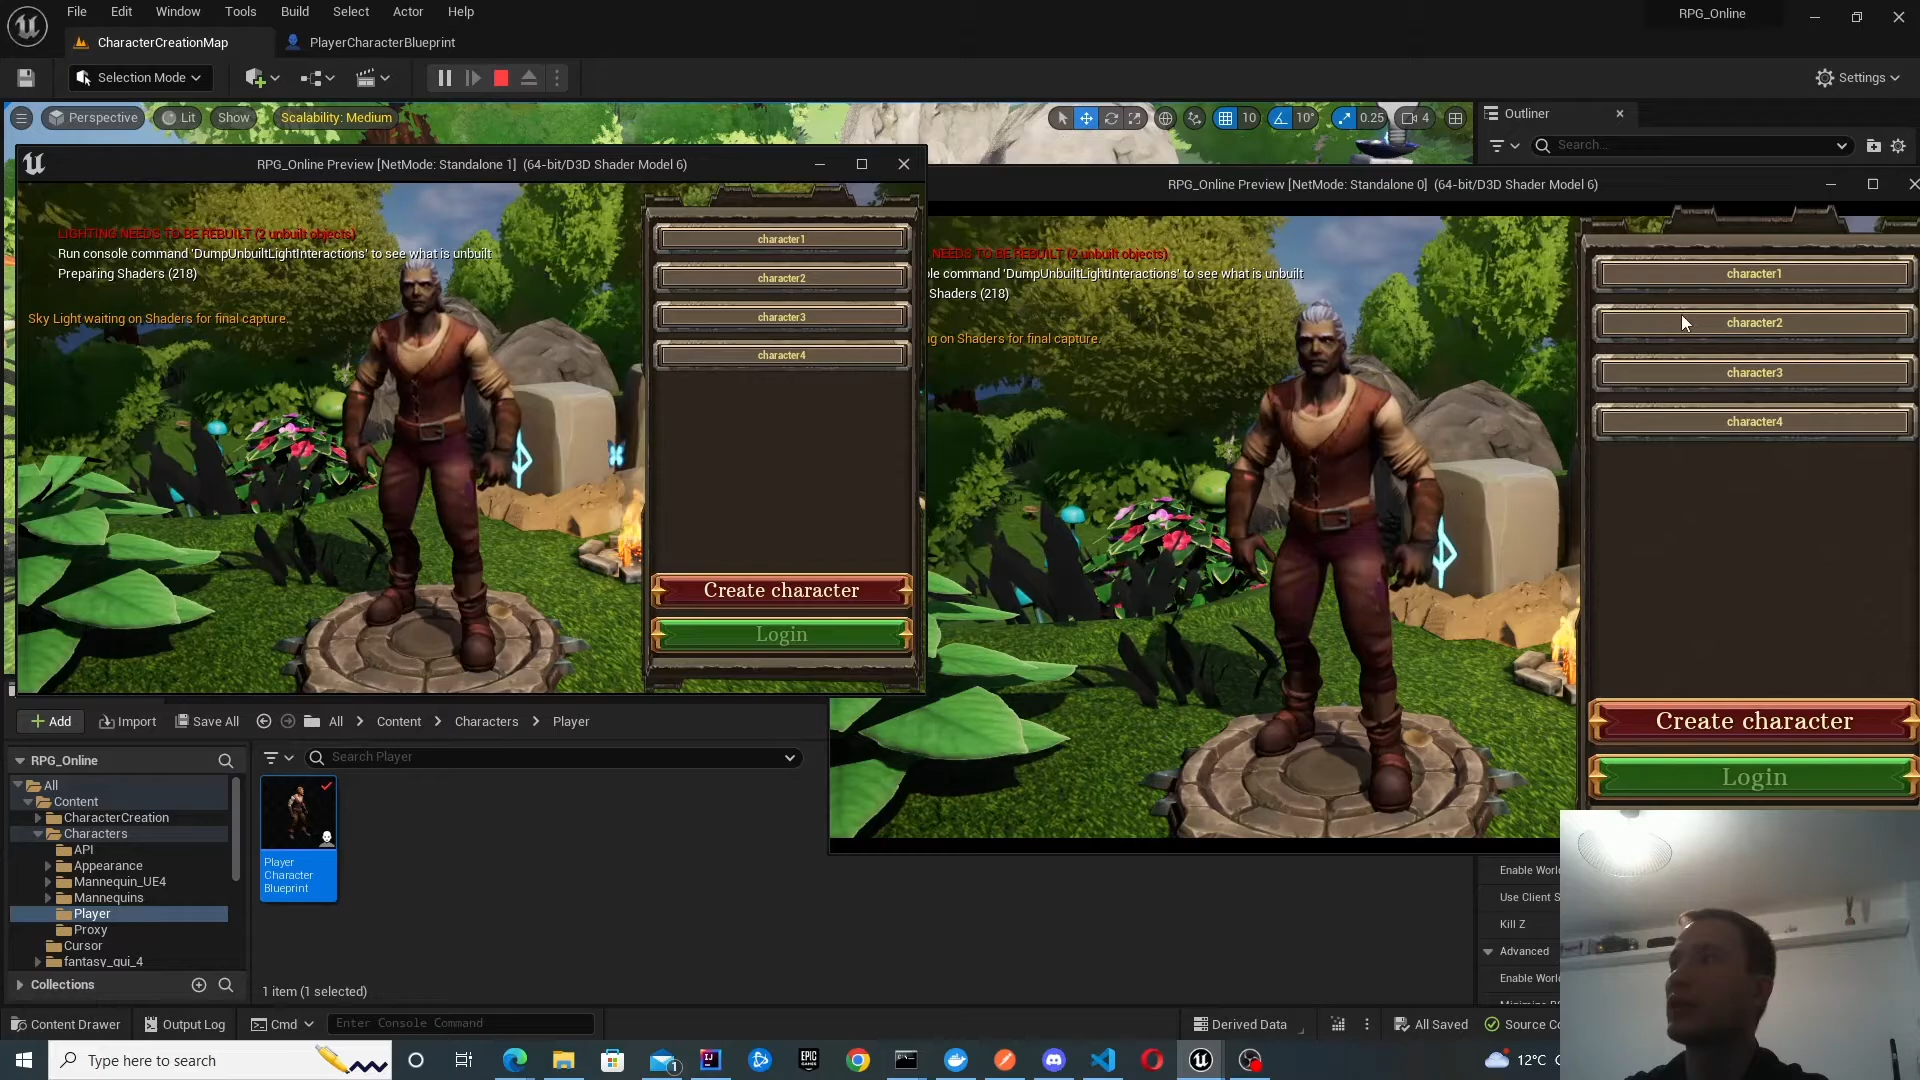 File Edit Window Tools Build Select Actor Help
RPG_Online
CharacterCreationMap
PlayerCharacterBlueprint
Selection Mode
Settings
Perspective
Lit
Show
Scalability: Medium
10
10°
0.25
4
Outliner
Search...
RPG_Online Preview [NetMode: Standalone 1] (64-bit/D3D Shader Model 6)
LIGHTING NEEDS TO BE REBUILT (2 unbuilt objects)
Run console command 'DumpUnbuiltLightInteractions' to see what is unbuilt
Preparing Shaders (218)
Sky Light waiting on Shaders for final capture.
character1
character2
character3
character4
Create character
Login
RPG_Online Preview [NetMode: Standalone 0] (64-bit/D3D Shader Model 6)
NEEDS TO BE REBUILT (2 unbuilt objects)
le command 'DumpUnbuiltLightInteractions' to see what is unbuilt
Shaders (218)
ng on Shaders for final capture.
character1
character2
character3
character4
Create character
Login
Add
Import
Save All
All
Content
Characters
Player
RPG_Online
Search Player
All
Content
CharacterCreation
Characters
API
Appearance
Mannequin_UE4
Mannequins
Player
Proxy
Cursor
fantasy_gui_4
Collections
Player
Character
Blueprint
1 item (1 selected)
Enable Worl
Use Client S
Kill Z
Advanced
Enable Worl
Content Drawer
Output Log
Cmd
Enter Console Command
Derived Data
All Saved
Source Co
Type here to search
EPIC
GAMES
1
12°C